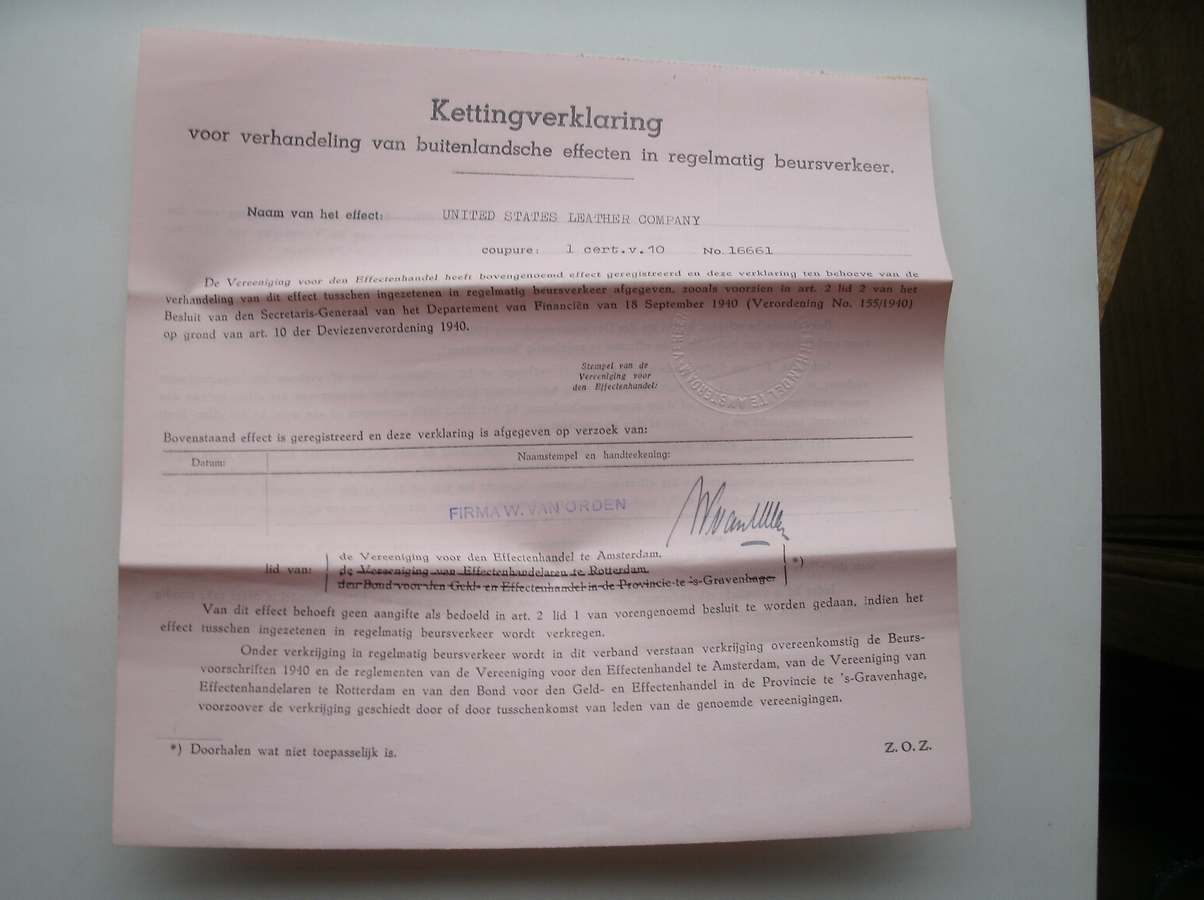 Kettingverklaring
voor verhandeling van buitenlandsche effecten in regelmatig beursverkeer.
Naam van het effect: UNITED STATES LEATHER COMPANY
coupure: 1 cert.v.10 No. 16661
De Vereeniging voor den Effectenhandel heeft bovengenoemd effect geregistreerd en deze verklaring ten behoeve van de
verhandeling van dit effect tusschen ingezetenen in regelmatig beursverkeer afgegeven, zooals voorzien in art. 2 lid 2 van het
Besluit van den Secretaris-Generaal van het Departement van Financiën van 18 September 1940 (Verordening No. 155/1940)
op grond van art. 10 der Deviezenverordening 1940.
Stempel van de
Vereeniging voor
den Effectenhandel:
Bovenstaand effect is geregistreerd en deze verklaring is afgegeven op verzoek van:
Datum: Naamstempel en handteekening:
FIRMA W. VAN ORDEN
de Vereeniging voor den Effectenhandel te Amsterdam,
lid van: de Vereeniging van Effectenhandelaren te Rotterdam *)
den Bond voor den Geld- en Effectenhandel in de Provincie te 's-Gravenhage
Van dit effect behoeft geen aangifte als bedoeld in art. 2 lid 1 van vorengenoemd besluit te worden gedaan, indien het
effect tusschen ingezetenen in regelmatig beursverkeer wordt verkregen.
Onder verkrijging in regelmatig beursverkeer wordt in dit verband verstaan verkrijging overeenkomstig de Beurs-
voorschriften 1940 en de reglementen van de Vereeniging voor den Effectenhandel te Amsterdam, van de Vereeniging van
Effectenhandelaren te Rotterdam en van den Bond voor den Geld- en Effectenhandel in de Provincie te 's-Gravenhage,
voorzoover de verkrijging geschiedt door of door tusschenkomst van leden van de genoemde vereenigingen.
*) Doorhalen wat niet toepasselijk is.
Z. O. Z.